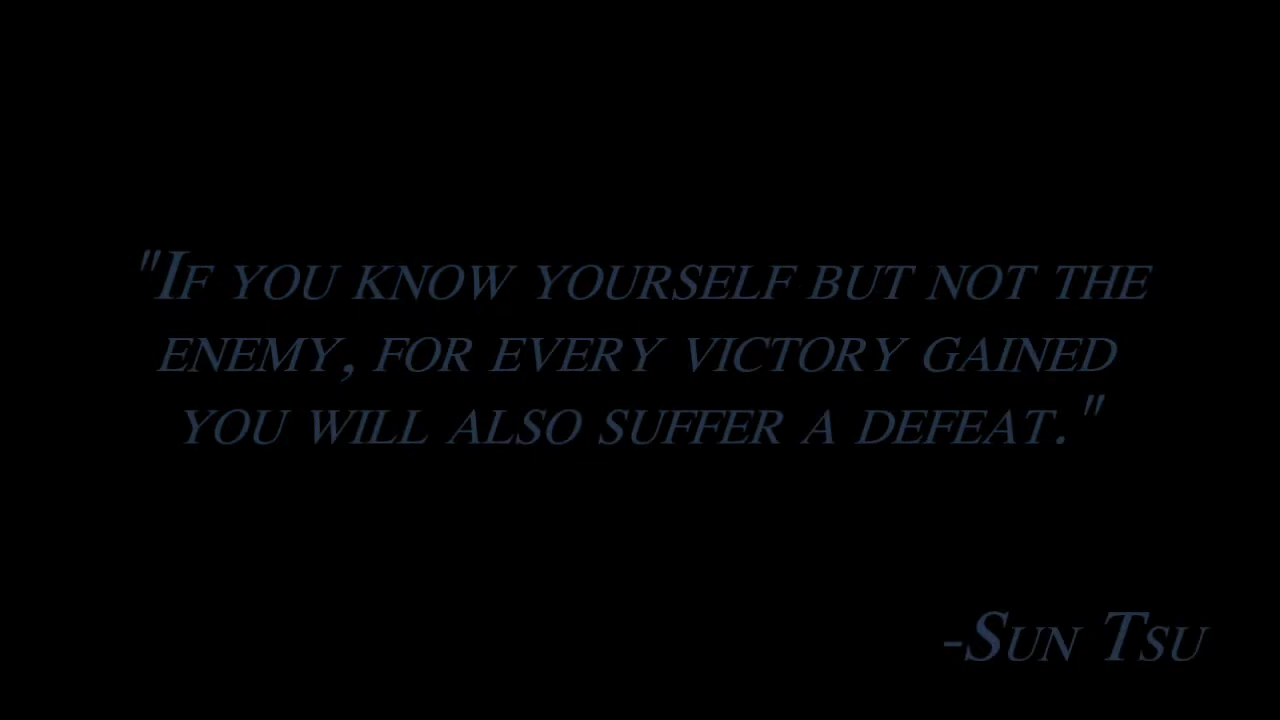 "If you know yourself but not the
enemy, for every victory gained
you will also suffer a defeat."
-Sun Tsu